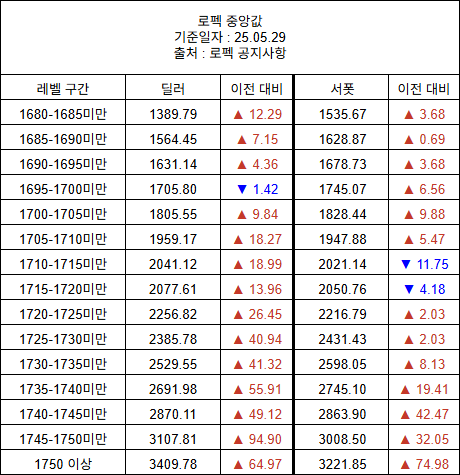 로펙 중앙값
기준일자 : 25.05.29
출처 : 로펙 공지사항
레벨 구간 딜러 이전 대비 서폿 이전 대비
1680-1685미만 1389.79 ▲ 12.29 1535.67 ▲ 3.68
1685-1690미만 1564.45 ▲ 7.15 1628.87 ▲ 0.69
1690-1695미만 1631.14 ▲ 4.36 1678.73 ▲ 3.68
1695-1700미만 1705.80 ▼ 1.42 1745.07 ▲ 6.56
1700-1705미만 1805.55 ▲ 9.84 1828.44 ▲ 9.88
1705-1710미만 1959.17 ▲ 18.27 1947.88 ▲ 5.47
1710-1715미만 2041.12 ▲ 18.99 2021.14 ▼ 11.75
1715-1720미만 2077.61 ▲ 13.96 2050.76 ▼ 4.18
1720-1725미만 2256.82 ▲ 26.45 2216.79 ▲ 2.03
1725-1730미만 2385.78 ▲ 40.94 2431.43 ▲ 2.03
1730-1735미만 2529.55 ▲ 41.32 2598.05 ▲ 8.13
1735-1740미만 2691.98 ▲ 55.91 2745.10 ▲ 19.41
1740-1745미만 2870.11 ▲ 49.12 2863.90 ▲ 42.47
1745-1750미만 3107.81 ▲ 94.90 3008.50 ▲ 32.05
1750 이상 3409.78 ▲ 64.97 3221.85 ▲ 74.98